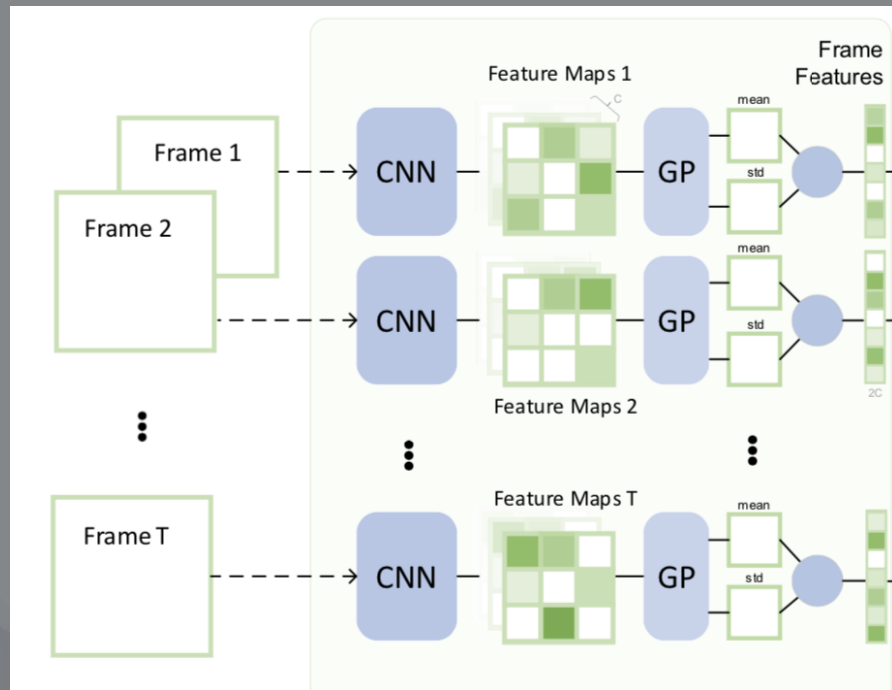 Frame
Features
Feature Maps 1
C
Frame 1
CNN
GP
mean
std
Frame 2
CNN
GP
mean
std
2C
Feature Maps 2
Feature Maps T
Frame T
CNN
GP
mean
std